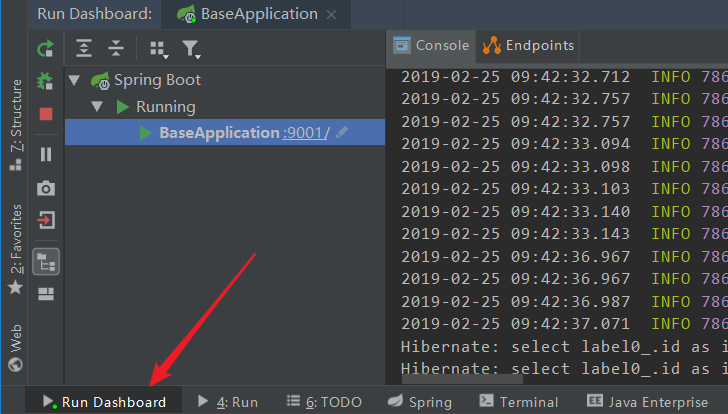 Run Dashboard: BaseApplication
Console Endpoints
Spring Boot
Running
BaseApplication :9001/
2019-02-25 09:42:32.712 INFO 786
2019-02-25 09:42:32.757 INFO 786
2019-02-25 09:42:32.757 INFO 786
2019-02-25 09:42:33.094 INFO 786
2019-02-25 09:42:33.098 INFO 786
2019-02-25 09:42:33.103 INFO 786
2019-02-25 09:42:33.140 INFO 786
2019-02-25 09:42:33.143 INFO 786
2019-02-25 09:42:36.967 INFO 786
2019-02-25 09:42:36.967 INFO 786
2019-02-25 09:42:36.987 INFO 786
2019-02-25 09:42:37.071 INFO 786
Hibernate: select label0_.id as i
Hibernate: select label0_.id as i
7: Structure
2: Favorites
Web
Run Dashboard 4: Run 6: TODO Spring Terminal Java Enterprise